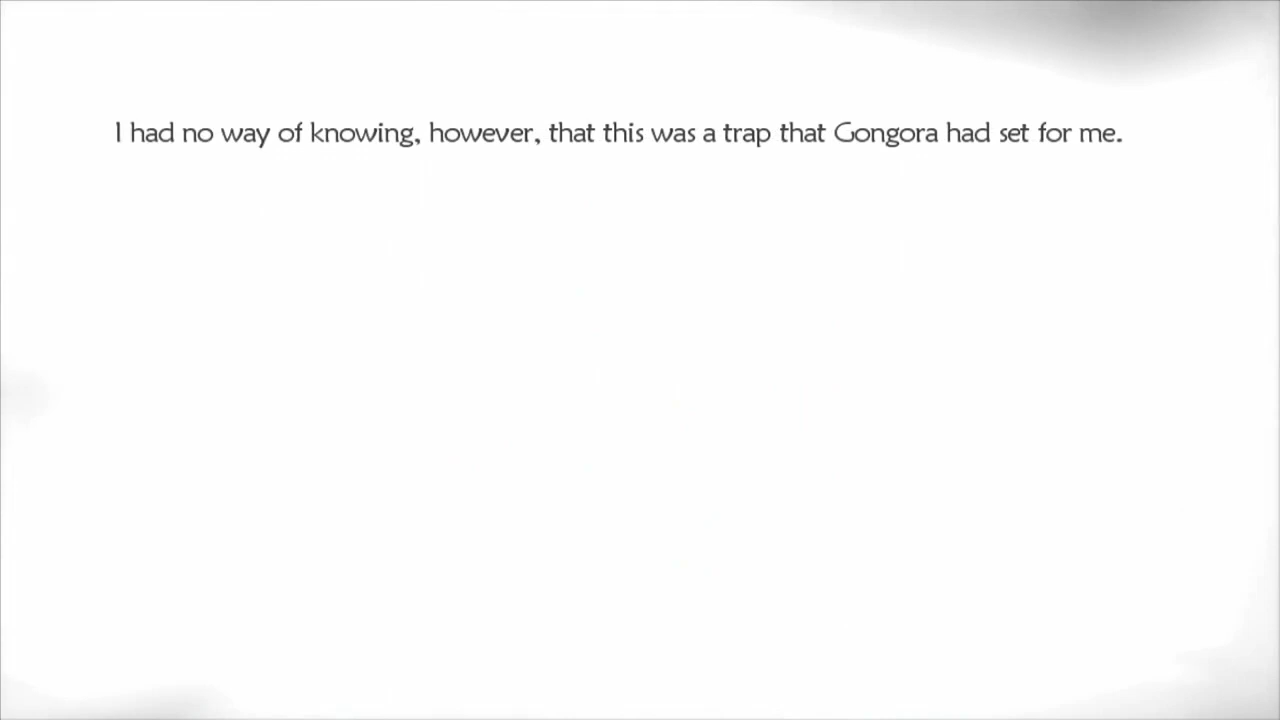 I had no way of knowing, however, that this was a trap that Gongora had set for me.